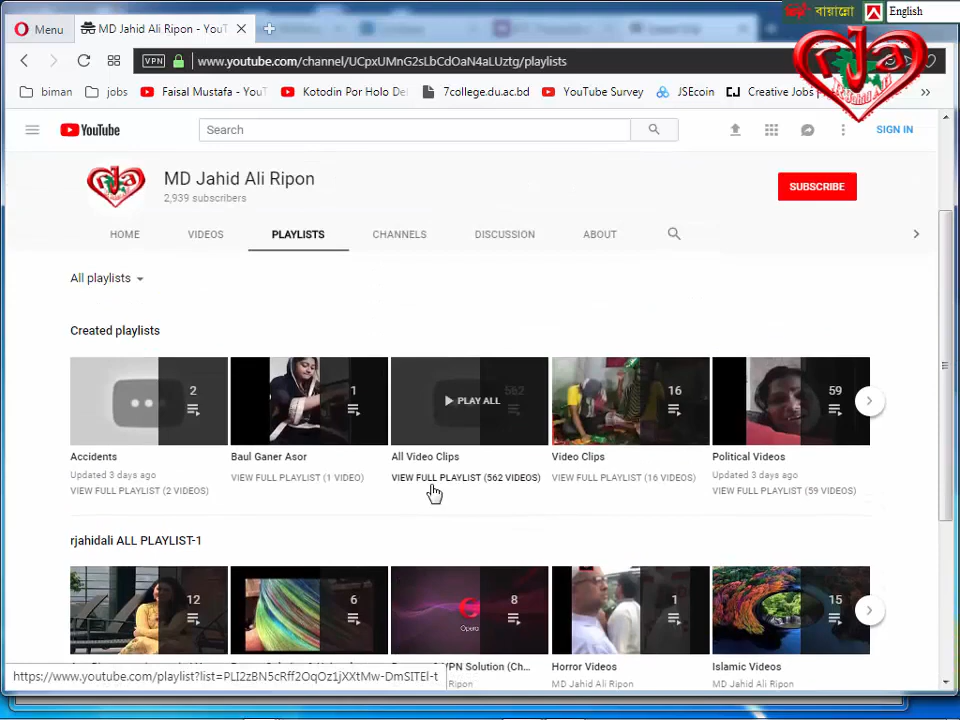 বায়ান্নো
English
Menu
MD Jahid Ali Ripon - YouT
VPN
www.youtube.com/channel/UCpxUMnG2sLbCdOaN4aLUztg/playlists
biman
jobs
Faisal Mustafa - YouT
Kotodin Por Holo De
7college.du.ac.bd
YouTube Survey
JSEcoin
Creative Jobs
YouTube
Search
SIGN IN
MD Jahid Ali Ripon
2,939 subscribers
SUBSCRIBE
HOME
VIDEOS
PLAYLISTS
CHANNELS
DISCUSSION
ABOUT
All playlists
Created playlists
2
1
562
PLAY ALL
16
59
Accidents
Baul Ganer Asor
All Video Clips
Video Clips
Political Videos
Updated 3 days ago
VIEW FULL PLAYLIST (1 VIDEO)
VIEW FULL PLAYLIST (562 VIDEOS)
VIEW FULL PLAYLIST (16 VIDEOS)
Updated 3 days ago
VIEW FULL PLAYLIST (2 VIDEOS)
VIEW FULL PLAYLIST (59 VIDEOS)
rjahidali ALL PLAYLIST-1
12
6
8
1
15
Opera
VPN Solution (Ch...
Horror Videos
Islamic Videos
Ripon
MD Jahid Ali Ripon
MD Jahid Ali Ripon
https://www.youtube.com/playlist?list=PLI2zBN5cRff2OqOz1jXXtMw-DmSITEl-t